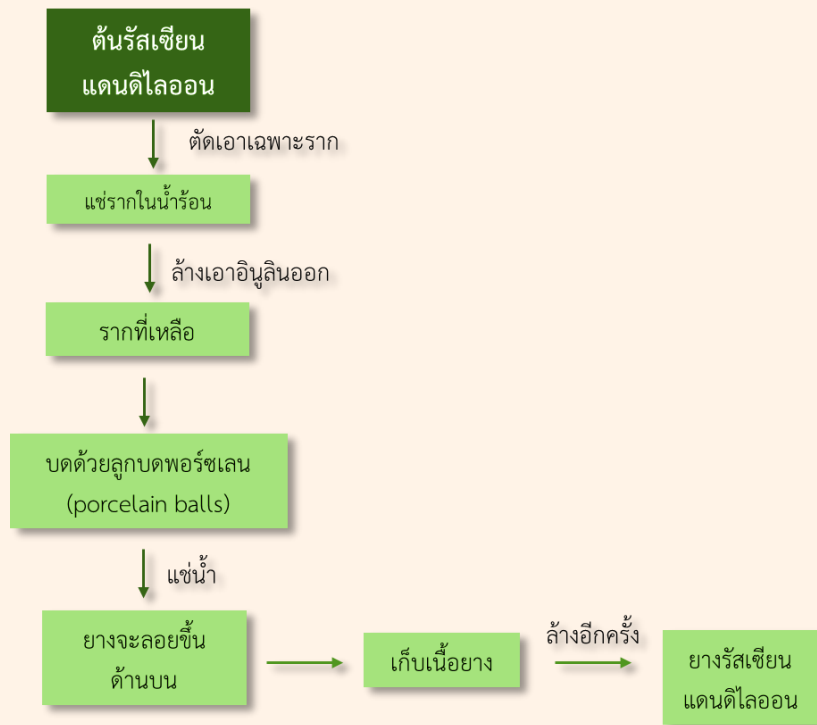 ต้นรัสเซียน
แดนดิไลออน
ตัดเอาเฉพาะราก
แช่รากในน้ำร้อน
ล้างเอาอินูลินออก
รากที่เหลือ
บดด้วยลูกบดพอร์ซเลน
(porcelain balls)
แช่น้ำ
ยางจะลอยขึ้น
ด้านบน
เก็บเนื้อยาง
ล้างอีกครั้ง
ยางรัสเซียน
แดนดิไลออน